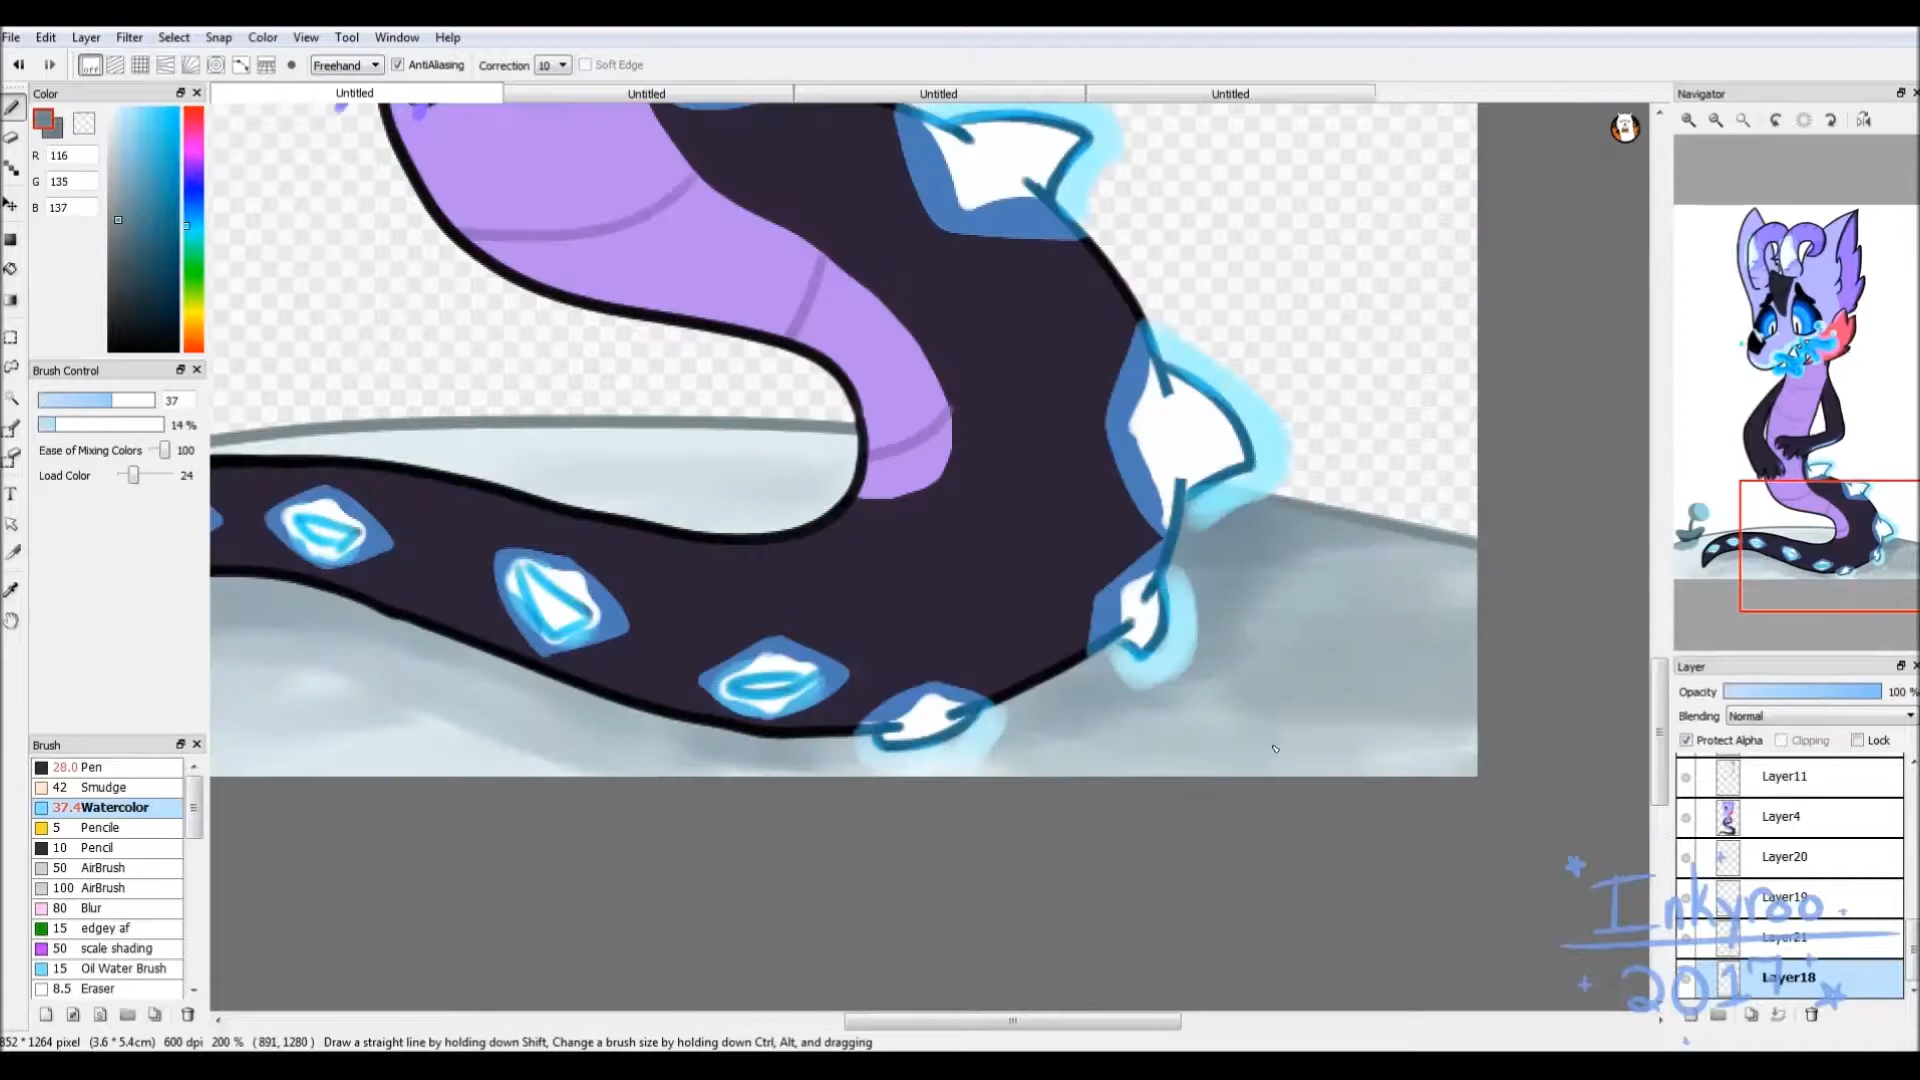 File Edit Layer Filter Select Snap Color View Tool Window Help
off Freehand AntiAliasing Correction 10 Soft Edge
Color Untitled Untitled Untitled Untitled Navigator
R 116
G 135
B 137
Brush Control
37
14 %
Ease of Mixing Colors 100
Load Color 24
Brush
28.0 Pen
42 Smudge
37.4 Watercolor
5 Pencile
10 Pencil
50 AirBrush
100 AirBrush
80 Blur
15 edgey af
50 scale shading
15 Oil Water Brush
8.5 Eraser
Layer
Opacity 100 %
Blending Normal
Protect Alpha Clipping Lock
Layer11
Layer4
Layer20
Layer19
Layer21
Layer18
Inkyroo
2017
852 * 1264 pixel (3.6 * 5.4cm) 600 dpi 200 % ( 891, 1280 ) Draw a straight line by holding down Shift, Change a brush size by holding down Ctrl, Alt, and dragging